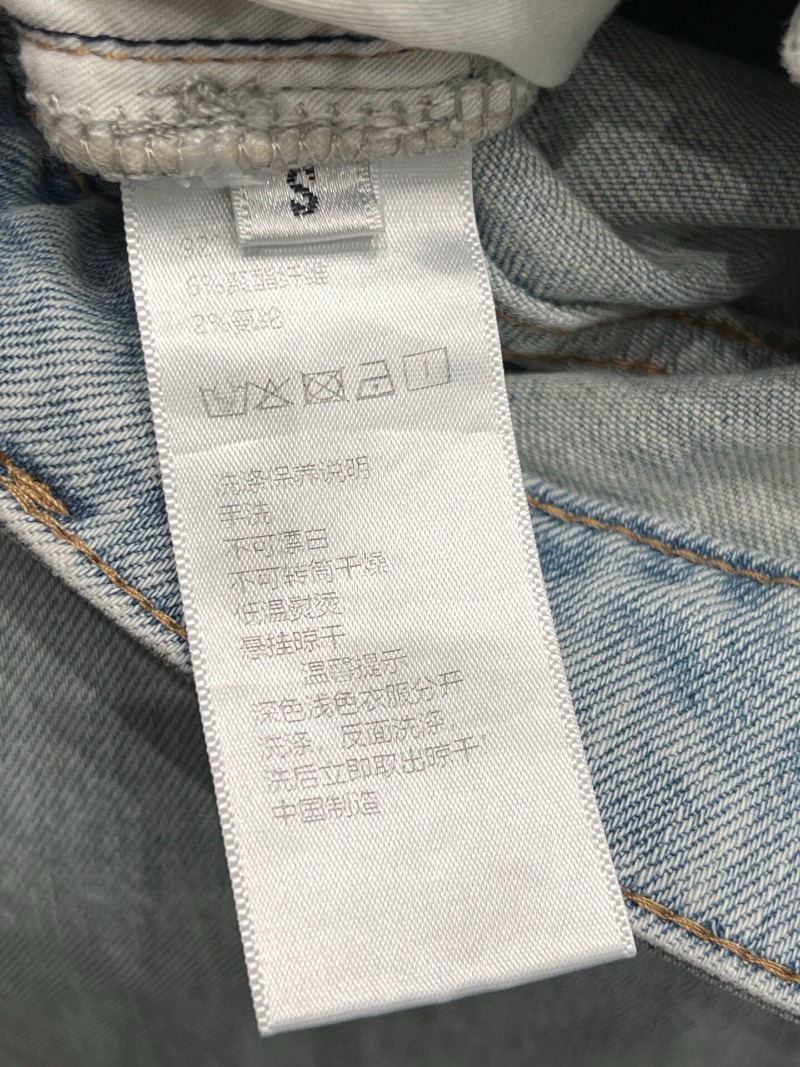 S
6%聚酯纤维
2%氨纶
洗涤保养说明
手洗
不可漂白
不可转筒干燥
低温熨烫
悬挂晾干
温馨提示
深色浅色衣服分开
洗涤，反面洗涤，
洗后立即取出晾干
中国制造